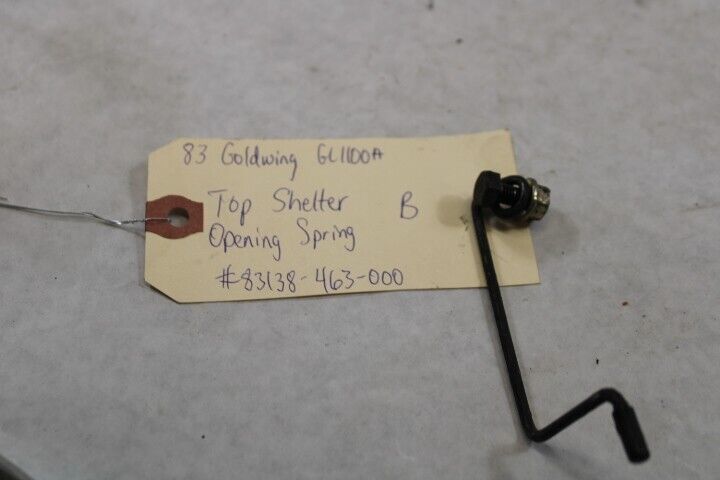 83 Goldwing GL1100A
Top Shelter B
Opening Spring
#83138-463-000